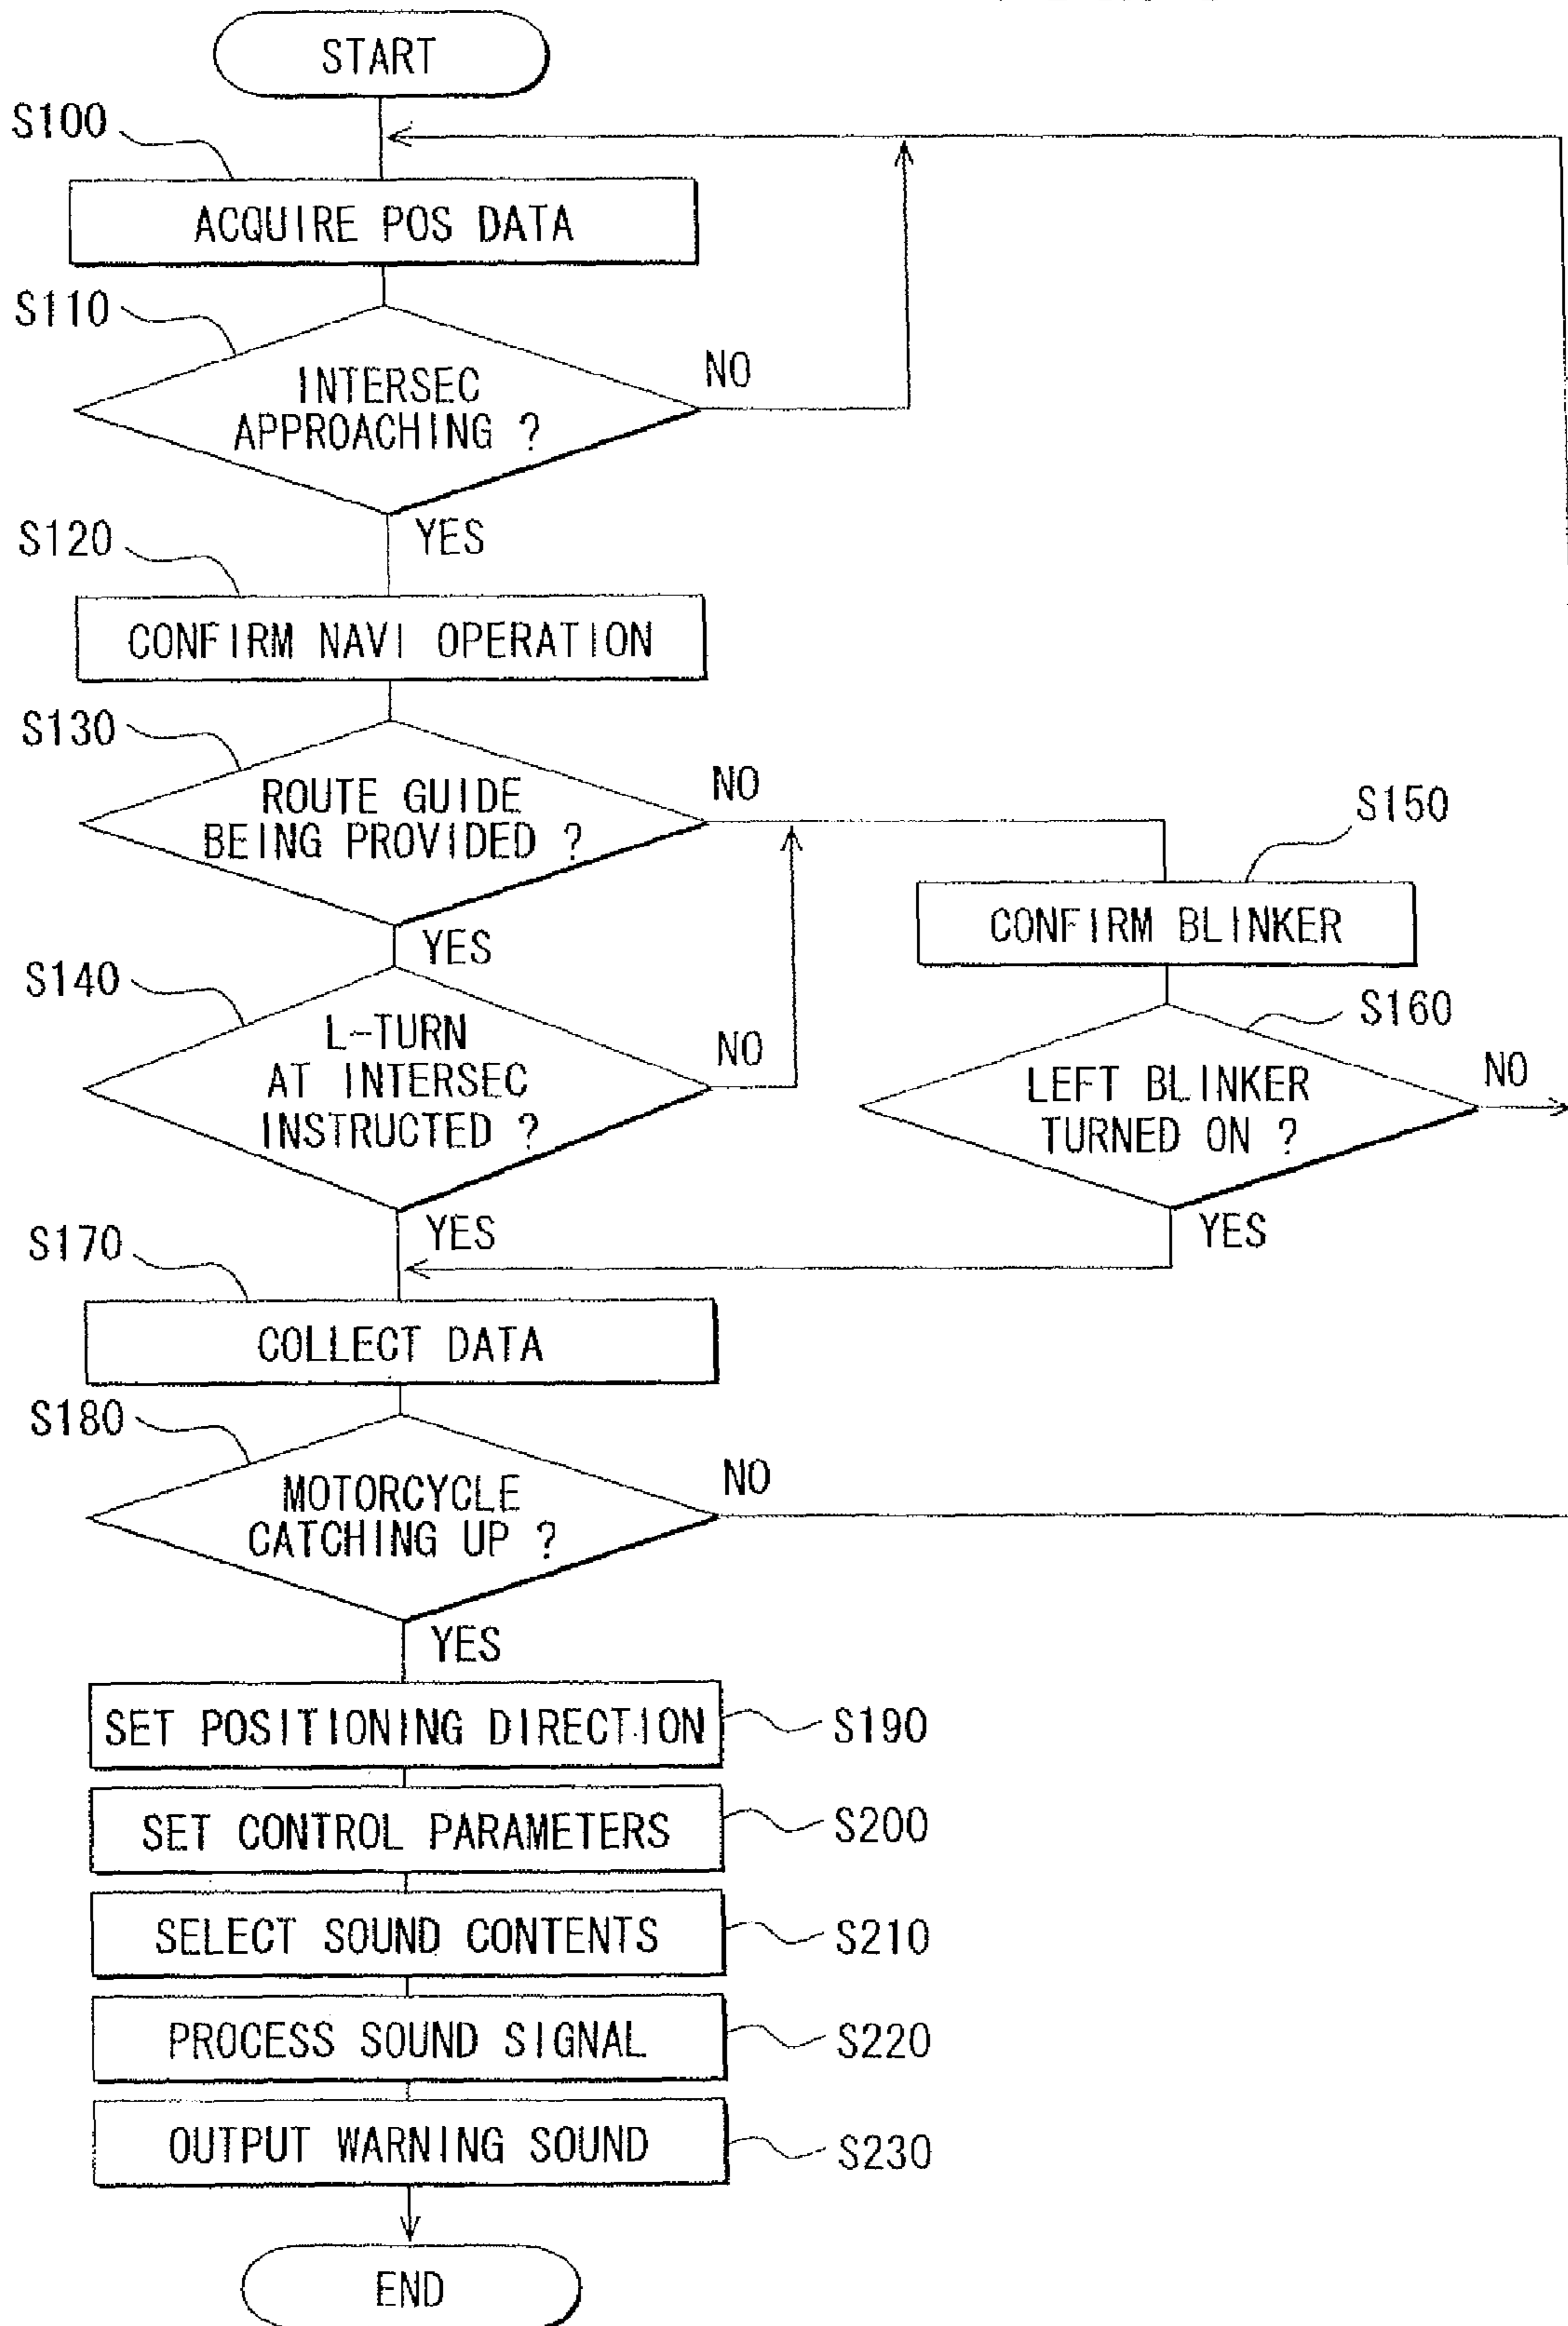 START
S100
ACQUIRE POS DATA
S110
INTERSEC
APPROACHING ?
NO
YES
S120
CONFIRM NAVI OPERATION
S130
ROUTE GUIDE
BEING PROVIDED ?
NO
YES
S150
CONFIRM BLINKER
S140
L-TURN
AT INTERSEC
INSTRUCTED ?
NO
YES
S160
LEFT BLINKER
TURNED ON ?
NO
YES
S170
COLLECT DATA
S180
MOTORCYCLE
CATCHING UP ?
NO
YES
SET POSITIONING DIRECTION
S190
SET CONTROL PARAMETERS
S200
SELECT SOUND CONTENTS
S210
PROCESS SOUND SIGNAL
S220
OUTPUT WARNING SOUND
S230
END